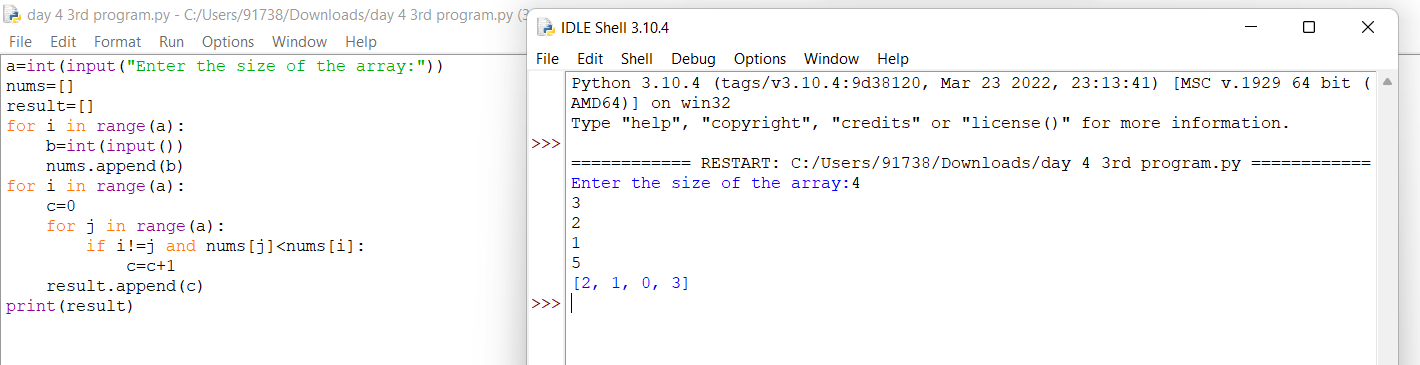 day 4 3rd program.py - C:/Users/91738/Downloads/day 4 3rd program.py (3
File Edit Format Run Options Window Help
a=int(input("Enter the size of the array:"))
nums=[]
result=[]
for i in range(a):
    b=int(input())
    nums.append(b)
for i in range(a):
    c=0
    for j in range(a):
        if i!=j and nums[j]<nums[i]:
            c=c+1
    result.append(c)
print(result)
IDLE Shell 3.10.4
File Edit Shell Debug Options Window Help
Python 3.10.4 (tags/v3.10.4:9d38120, Mar 23 2022, 23:13:41) [MSC v.1929 64 bit (
AMD64)] on win32
Type "help", "copyright", "credits" or "license()" for more information.
>>>
============ RESTART: C:/Users/91738/Downloads/day 4 3rd program.py ============
Enter the size of the array:4
3
2
1
5
[2, 1, 0, 3]
>>>